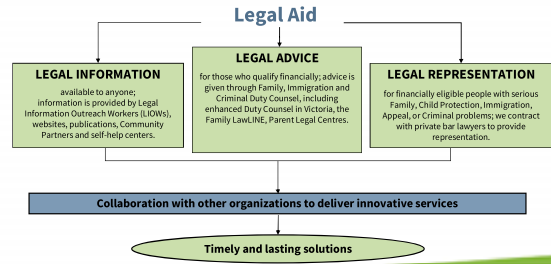 Legal Aid
LEGAL INFORMATION
available to anyone;
information is provided by Legal
Information Outreach Workers (LIOWs),
websites, publications, Community
Partners and self-help centers.
LEGAL ADVICE
for those who qualify financially; advice is
given through Family, Immigration and
Criminal Duty Counsel, including
enhanced Duty Counsel in Victoria, the
Family LawLINE, Parent Legal Centres.
LEGAL REPRESENTATION
for financially eligible people with serious
Family, Child Protection, Immigration,
Appeal, or Criminal problems; we contract
with private bar lawyers to provide
representation.
Collaboration with other organizations to deliver innovative services
Timely and lasting solutions